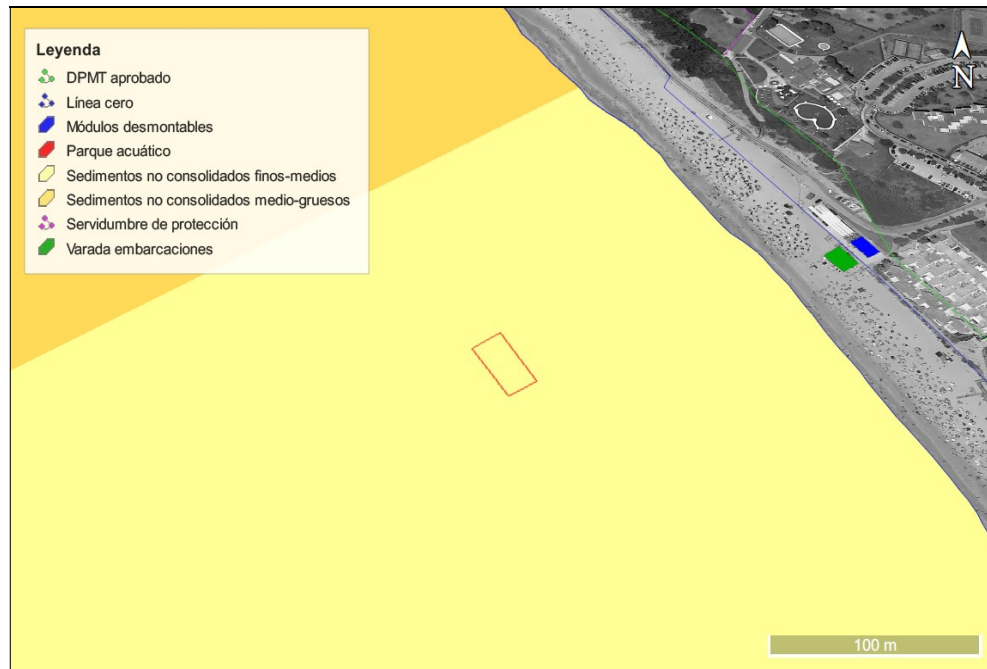 Leyenda
DPMT aprobado
Línea cero
Módulos desmontables
Parque acuático
Sedimentos no consolidados finos-medios
Sedimentos no consolidados medio-gruesos
Servidumbre de protección
Varada embarcaciones
N
100 m